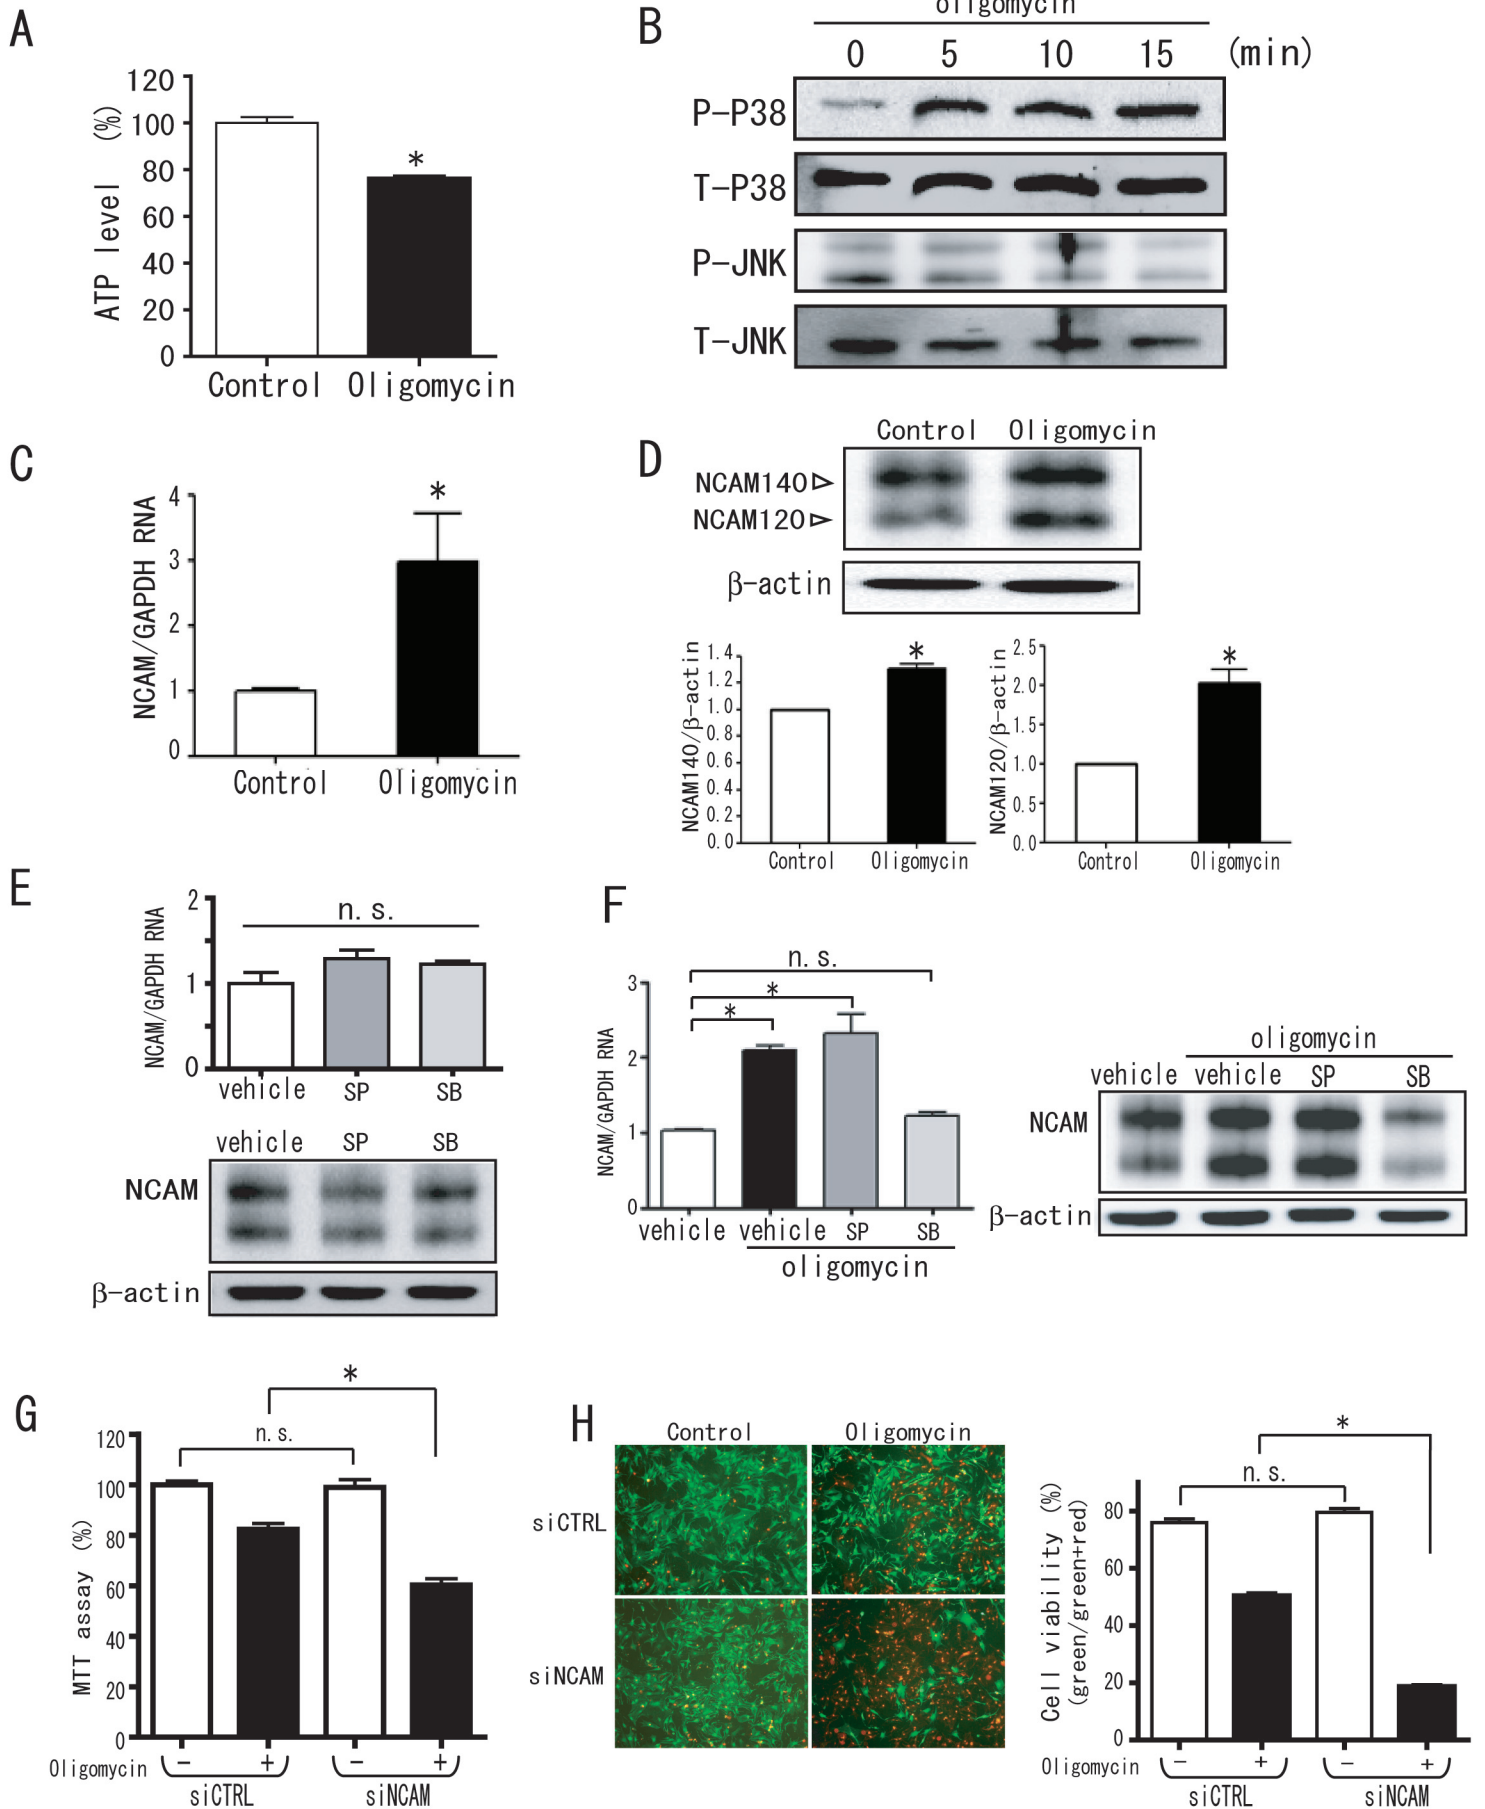 A
120
100
80
60
40
20
0
ATP level (%)
*
Control Oligomycin
B
oligomycin
0 5 10 15 (min)
P-P38
T-P38
P-JNK
T-JNK
C
4
3
2
1
0
NCAM/GAPDH RNA
*
Control Oligomycin
D
Control Oligomycin
NCAM140
NCAM120
β-actin
1.4
1.2
1.0
0.8
0.6
0.4
0.2
0.0
NCAM140/β-actin
*
Control Oligomycin
2.5
2.0
1.5
1.0
0.5
0.0
NCAM120/β-actin
*
Control Oligomycin
E
2
1
0
NCAM/GAPDH RNA
n.s.
vehicle SP SB
vehicle SP SB
NCAM
β-actin
F
3
2
1
0
NCAM/GAPDH RNA
n.s.
*
*
vehicle vehicle SP SB
oligomycin
oligomycin
vehicle vehicle SP SB
NCAM
β-actin
G
120
100
80
60
40
20
0
MTT assay (%)
*
n.s.
Oligomycin − + − +
siCTRL siNCAM
H
Control Oligomycin
siCTRL
siNCAM
80
60
40
20
0
Cell viability (%)
(green/green+red)
*
n.s.
Oligomycin − + − +
siCTRL siNCAM